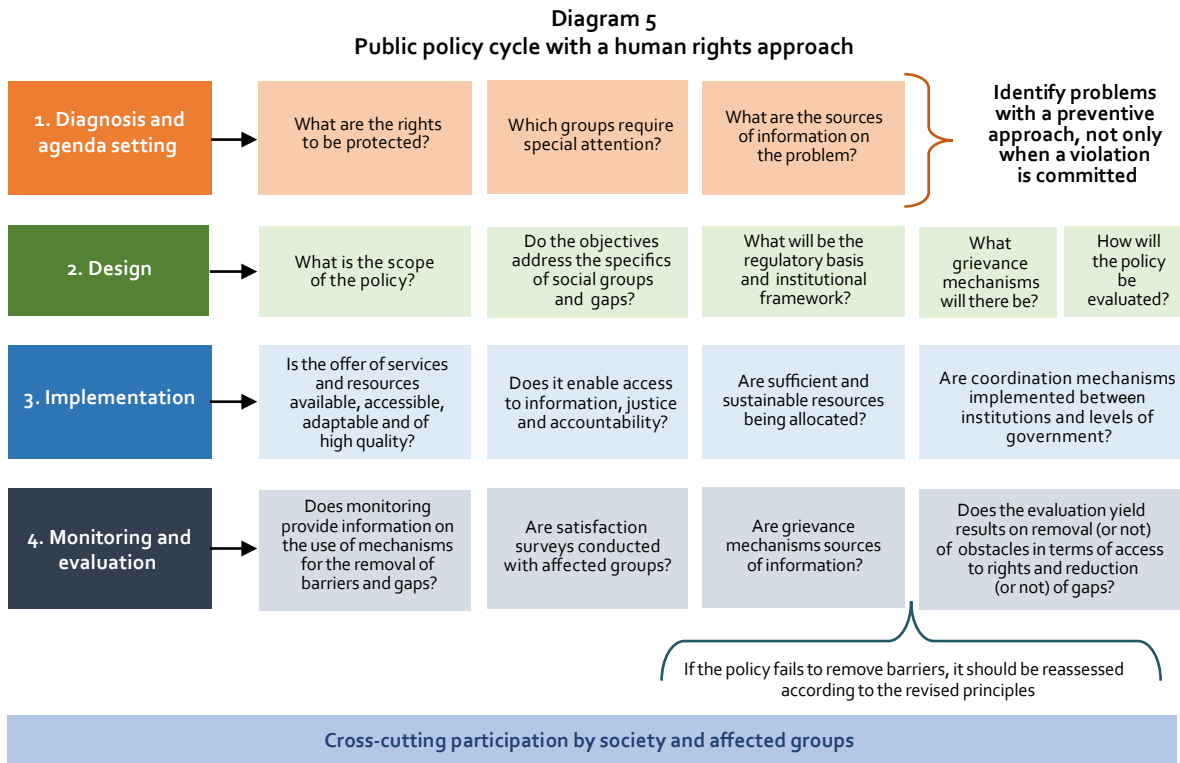 Diagram 5
Public policy cycle with a human rights approach
1. Diagnosis and
agenda setting
What are the rights
to be protected?
Which groups require
special attention?
What are the sources
of information on
the problem?
Identify problems
with a preventive
approach, not only
when a violation
is committed
2. Design
What is the scope
of the policy?
Do the objectives
address the specifics
of social groups
and gaps?
What will be the
regulatory basis
and institutional
framework?
What
grievance
mechanisms
will there be?
How will
the policy
be
evaluated?
3. Implementation
Is the offer of services
and resources
available, accessible,
adaptable and of
high quality?
Does it enable access
to information, justice
and accountability?
Are sufficient and
sustainable resources
being allocated?
Are coordination mechanisms
implemented between
institutions and levels of
government?
4. Monitoring and
evaluation
Does monitoring
provide information on
the use of mechanisms
for the removal of
barriers and gaps?
Are satisfaction
surveys conducted
with affected groups?
Are grievance
mechanisms sources
of information?
Does the evaluation yield
results on removal (or not)
of obstacles in terms of access
to rights and reduction
(or not) of gaps?
If the policy fails to remove barriers, it should be reassessed
according to the revised principles
Cross-cutting participation by society and affected groups